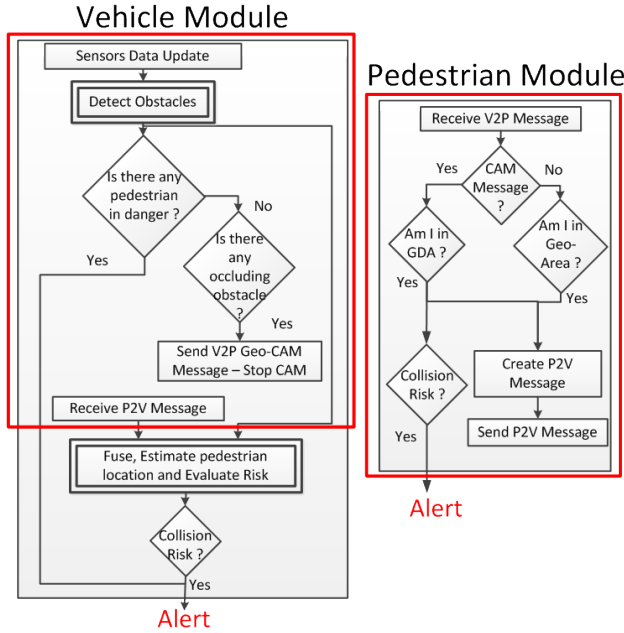 Vehicle Module
Sensors Data Update
Detect Obstacles
Is there any
pedestrian
in danger ?
No
Yes
Is there
any
occluding
obstacle
?
Yes
Send V2P Geo-CAM
Message – Stop CAM
Receive P2V Message
Fuse, Estimate pedestrian
location and Evaluate Risk
Collision
Risk ?
Yes
Alert
Pedestrian Module
Receive V2P Message
CAM
Message
?
Yes
No
Am I in
GDA ?
Am I in
Geo-
Area ?
Yes
Yes
Collision
Risk ?
Create P2V
Message
Send P2V Message
Yes
Alert